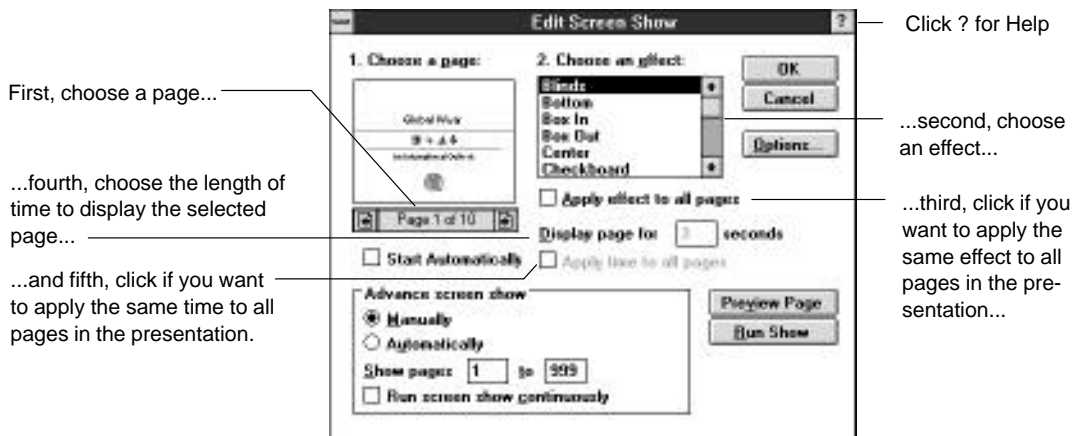 Edit Screen Show
?
Click ? for Help
1. Choose a page:
2. Choose an effect:
OK
Cancel
Options...
First, choose a page...
Global Wear
Blinds
Bottom
Box In
Box Out
Center
Checkboard
...second, choose
an effect...
Apply effect to all pages
...third, click if you
want to apply the
same effect to all
pages in the pre-
sentation...
...fourth, choose the length of
time to display the selected
page...
Page 1 of 10
Display page for 3 seconds
Start Automatically
Apply time to all pages
...and fifth, click if you want
to apply the same time to all
pages in the presentation.
Advance screen show
Manually
Automatically
Show pages 1 to 999
Run screen show continuously
Preview Page
Run Show